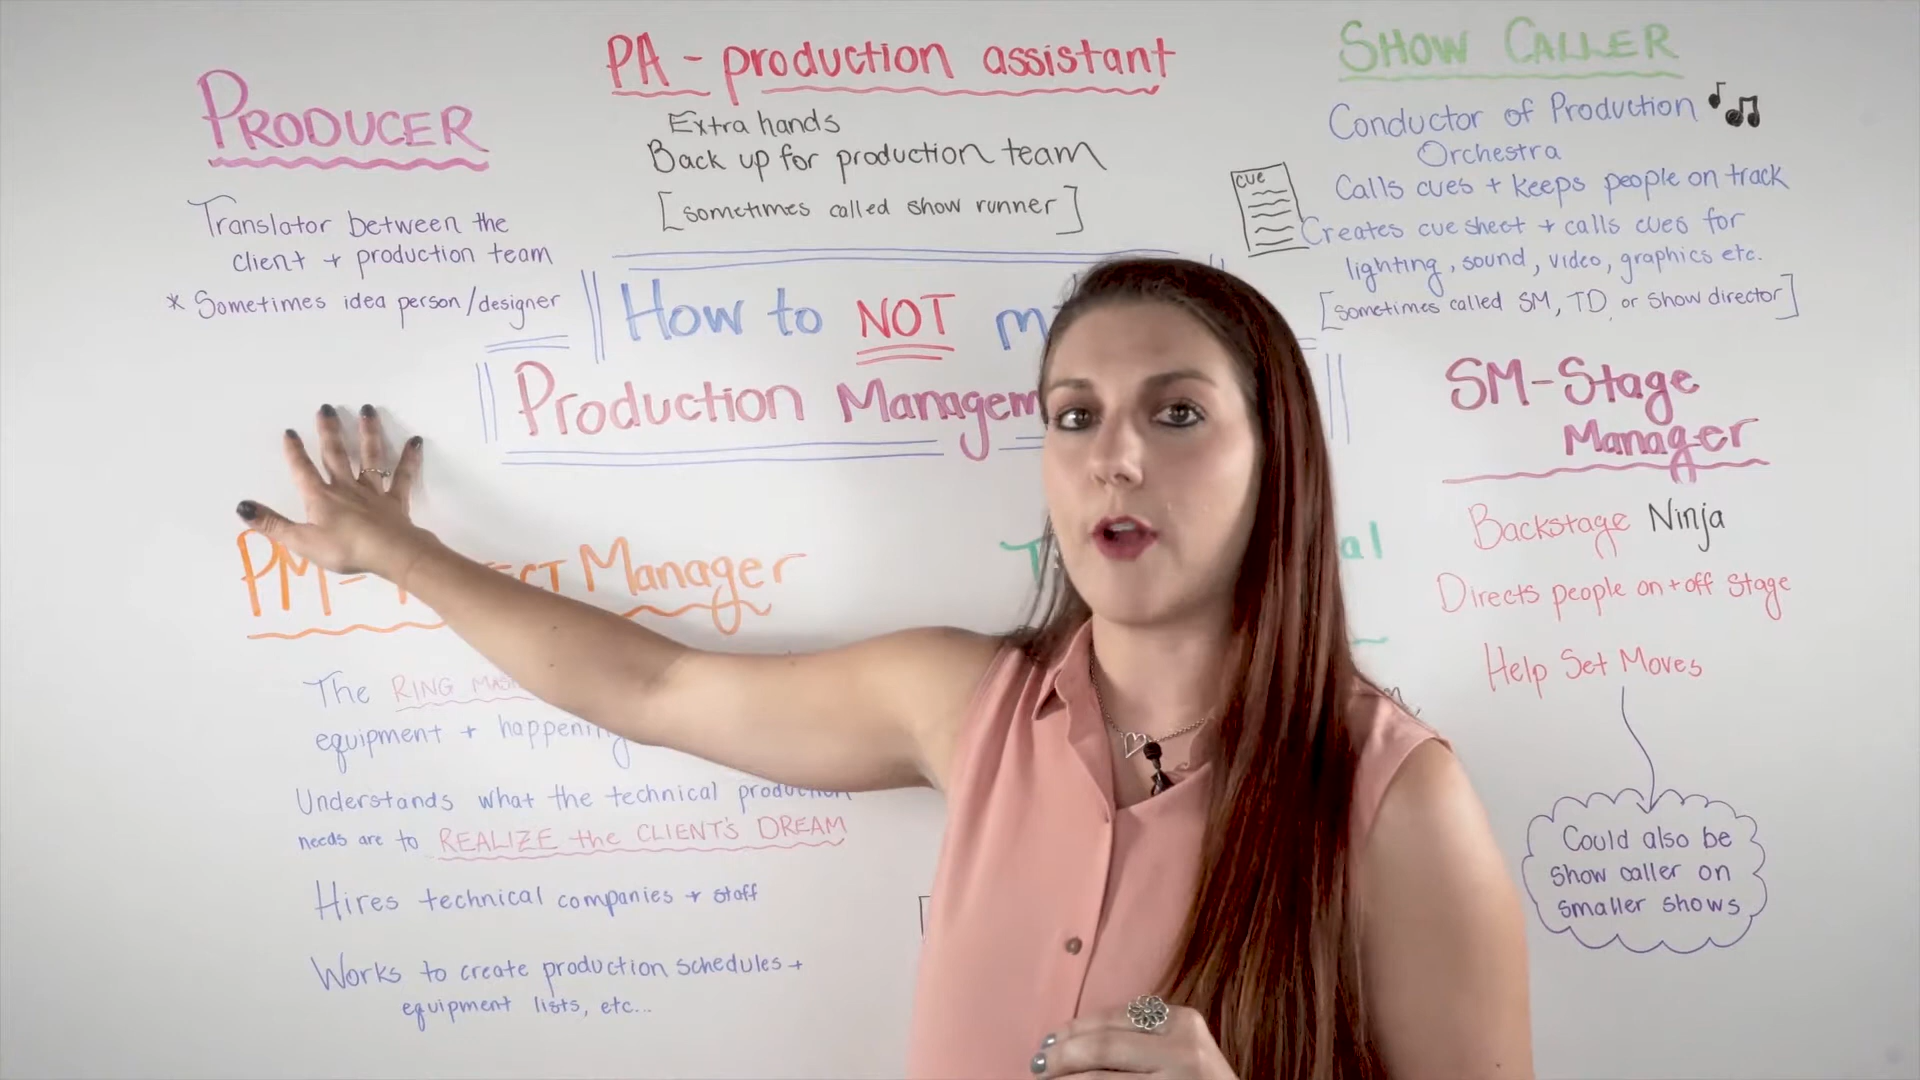 PRODUCER
Translator between the
client + production team
* Sometimes idea person/designer
PA - production assistant
Extra hands
Back up for production team
[sometimes called show runner]
SHOW CALLER
Conductor of Production
Orchestra
cue
Calls cues + keeps people on track
Creates cue sheet + calls cues for
lighting, sound, video, graphics etc.
[sometimes called SM, TD, or show director]
How to NOT
Production
PM-
Manager
The RING
equipment +
Understands what the technical production
needs are to REALIZE the CLIENT'S DREAM
Hires technical companies + staff
Works to create production schedules +
equipment lists, etc...
SM-Stage
Manager
Backstage Ninja
Directs people on + off Stage
Help Set Moves
Could also be
show caller on
smaller shows